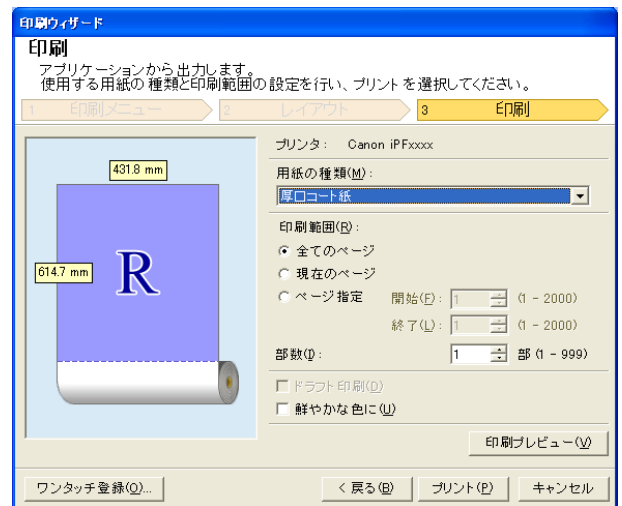 印刷ウィザード
印刷
アプリケーションから出力します。
使用する用紙の種類と印刷範囲の設定を行い、プリントを選択してください。
1 印刷メニュー 2 レイアウト 3 印刷
431.8 mm
614.7 mm
R
プリンタ: Canon iPFxxxx
用紙の種類(M):
厚口コート紙
印刷範囲(R):
全てのページ
現在のページ
ページ指定 開始(F): 1 (1 - 2000)
終了(L): 1 (1 - 2000)
部数(I): 1 部 (1 - 999)
ドラフト印刷(D)
鮮やかな色に(U)
印刷プレビュー(V)
ワンタッチ登録(O)... < 戻る(B) プリント(P) キャンセル